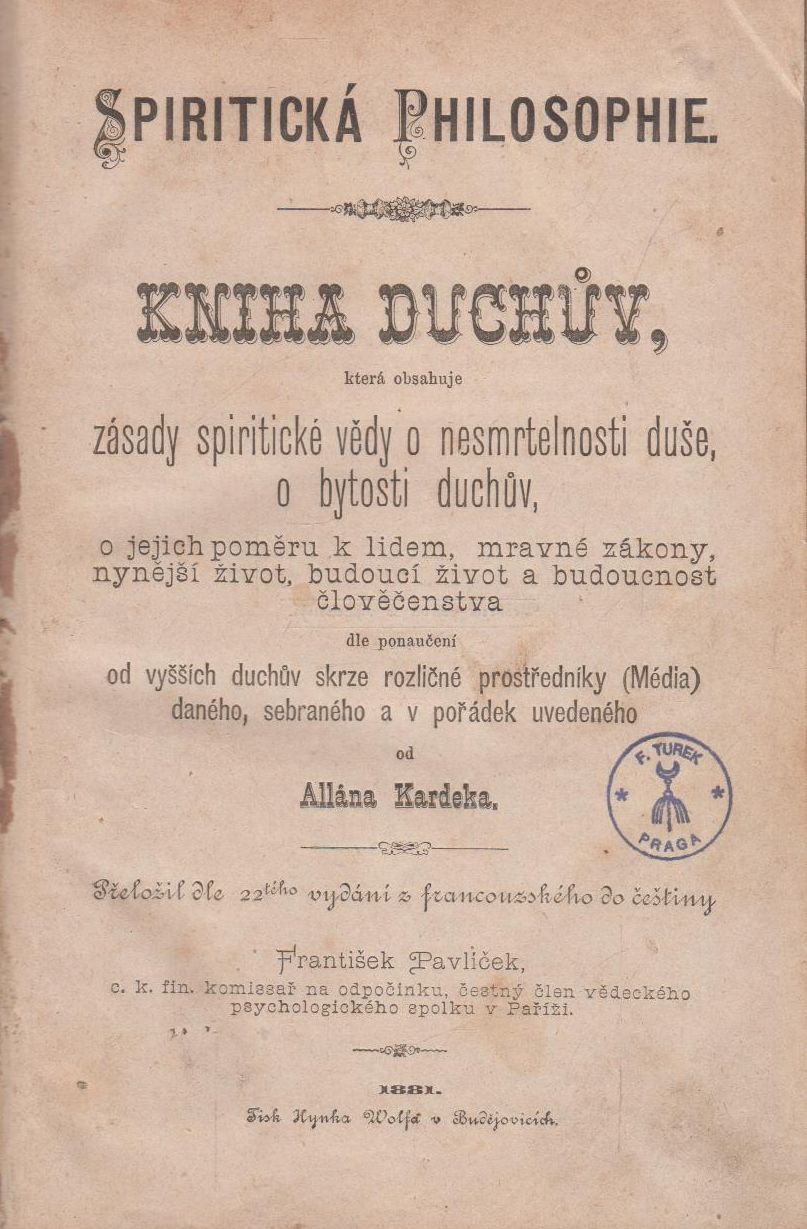 SPIRITICKÁ PHILOSOPHIE.
KNIHA DUCHŮV,
která obsahuje
zásady spiritické vědy o nesmrtelnosti duše,
o bytosti duchův,
o jejich poměru k lidem, mravné zákony,
nynější život, budoucí život a budoucnost
člověčenstva
dle ponaučení
od vyšších duchův skrze rozličné prostředníky (Média)
daného, sebraného a v pořádek uvedeného
od
Allána Kardeka.
F. TUREK
PRAGA
Přeložil dle 22tého vydání z francouzského do češtiny
František Pavlíček,
c. k. fin. komissař na odpočinku, čestný člen vědeckého
psychologického spolku v Paříži.
1881.
Tisk Hynka Wolfa v Budějovicích.